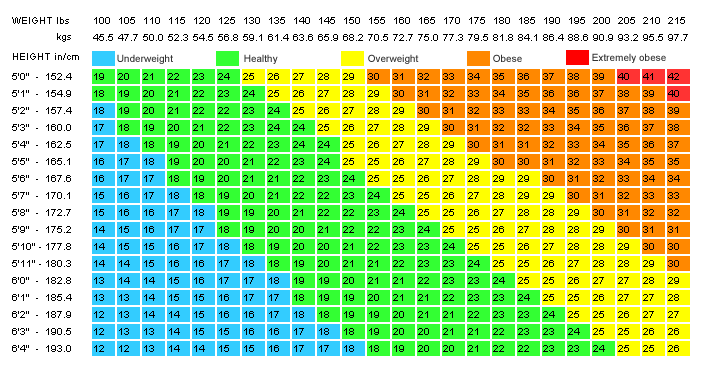 WEIGHT lbs 100 105 110 115 120 125 130 135 140 145 150 155 160 165 170 175 180 185 190 195 200 205 210 215
kgs 45.5 47.7 50.0 52.3 54.5 56.8 59.1 61.4 63.6 65.9 68.2 70.5 72.7 75.0 77.3 79.5 81.8 84.1 86.4 88.6 90.9 93.2 95.5 97.7
HEIGHT in/cm Underweight Healthy Overweight Obese Extremely obese
5'0" - 152.4 19 20 21 22 23 24 25 26 27 28 29 30 31 32 33 34 35 36 37 38 39 40 41 42
5'1" - 154.9 18 19 20 21 22 23 24 25 26 27 28 29 30 31 32 33 34 35 36 36 37 38 39 40
5'2" - 157.4 18 19 20 21 22 22 23 24 25 26 27 28 29 30 31 32 33 33 34 35 36 37 38 39
5'3" - 160.0 17 18 19 20 21 22 23 24 24 25 26 27 28 29 30 31 32 32 33 34 35 36 37 38
5'4" - 162.5 17 18 18 19 20 21 22 23 24 24 25 26 27 28 29 30 31 31 32 33 34 35 36 37
5'5" - 165.1 16 17 18 19 20 20 21 22 23 24 25 25 26 27 28 29 30 30 31 32 33 34 35 35
5'6" - 167.6 16 17 17 18 19 20 21 21 22 23 24 25 25 26 27 28 29 29 30 31 32 33 34 34
5'7" - 170.1 15 16 17 18 18 19 20 21 22 22 23 24 25 25 26 27 28 29 29 30 31 32 33 33
5'8" - 172.7 15 16 16 17 18 19 19 20 21 22 22 23 24 25 25 26 27 28 28 29 30 31 32 32
5'9" - 175.2 14 15 16 17 17 18 19 20 20 21 22 22 23 24 25 25 26 27 28 28 29 30 31 31
5'10" - 177.8 14 15 15 16 17 18 18 19 20 20 21 22 23 23 24 25 25 26 27 28 28 29 30 30
5'11" - 180.3 14 14 15 16 16 17 18 18 19 20 21 21 22 23 23 24 25 25 26 27 28 28 29 30
6'0" - 182.8 13 14 14 15 16 17 17 18 19 19 20 21 21 22 23 23 24 25 25 26 27 27 28 29
6'1" - 185.4 13 13 14 15 15 16 17 17 18 19 19 20 21 21 22 23 23 24 25 25 26 27 27 28
6'2" - 187.9 12 13 14 14 15 16 16 17 18 18 19 19 20 21 21 22 23 23 24 25 25 26 27 27
6'3" - 190.5 12 13 13 14 15 15 16 16 17 18 18 19 20 20 21 21 22 23 23 24 25 25 26 26
6'4" - 193.0 12 12 13 14 14 15 15 16 17 17 18 18 19 20 20 21 22 22 23 23 24 25 25 26